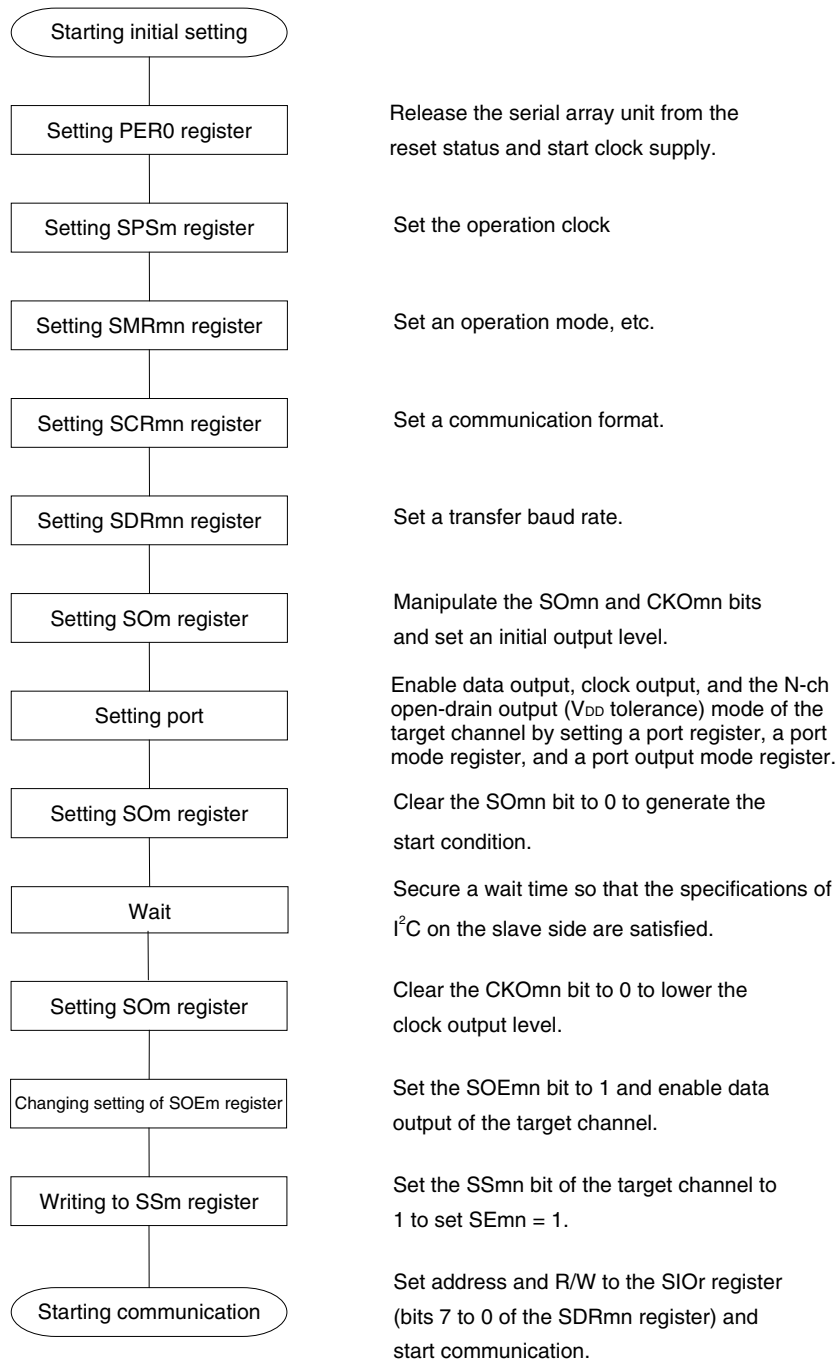 Starting initial setting
Setting PER0 register
Release the serial array unit from the
reset status and start clock supply.
Setting SPSm register
Set the operation clock
Setting SMRmn register
Set an operation mode, etc.
Setting SCRmn register
Set a communication format.
Setting SDRmn register
Set a transfer baud rate.
Setting SOm register
Manipulate the SOmn and CKOmn bits
and set an initial output level.
Setting port
Enable data output, clock output, and the N-ch
open-drain output (VDD tolerance) mode of the
target channel by setting a port register, a port
mode register, and a port output mode register.
Setting SOm register
Clear the SOmn bit to 0 to generate the
start condition.
Wait
Secure a wait time so that the specifications of
I²C on the slave side are satisfied.
Setting SOm register
Clear the CKOmn bit to 0 to lower the
clock output level.
Changing setting of SOEm register
Set the SOEmn bit to 1 and enable data
output of the target channel.
Writing to SSm register
Set the SSmn bit of the target channel to
1 to set SEmn = 1.
Starting communication
Set address and R/W to the SIOr register
(bits 7 to 0 of the SDRmn register) and
start communication.